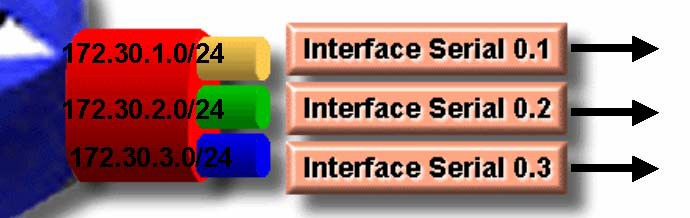 172.30.1.0/24 Interface Serial 0.1
172.30.2.0/24 Interface Serial 0.2
172.30.3.0/24 Interface Serial 0.3